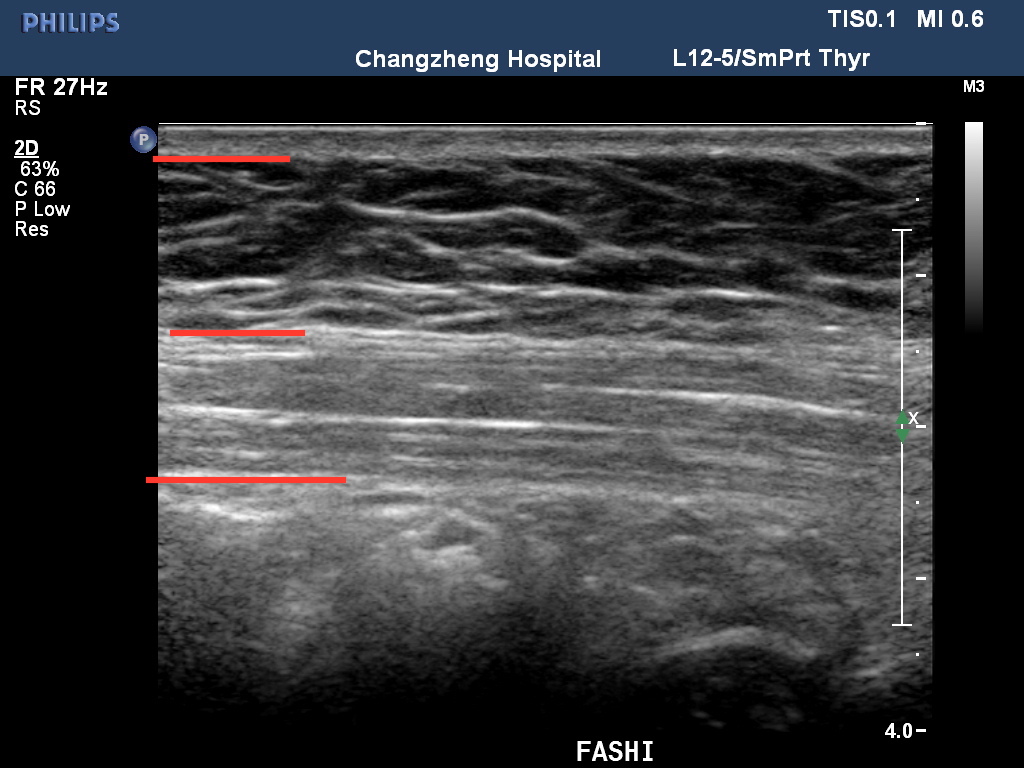 PHILIPS
TIS0.1 MI 0.6
Changzheng Hospital L12-5/SmPrt Thyr
FR 27Hz
RS
M3
P
2D
63%
C 66
P Low
Res
X
4.0
FASHI